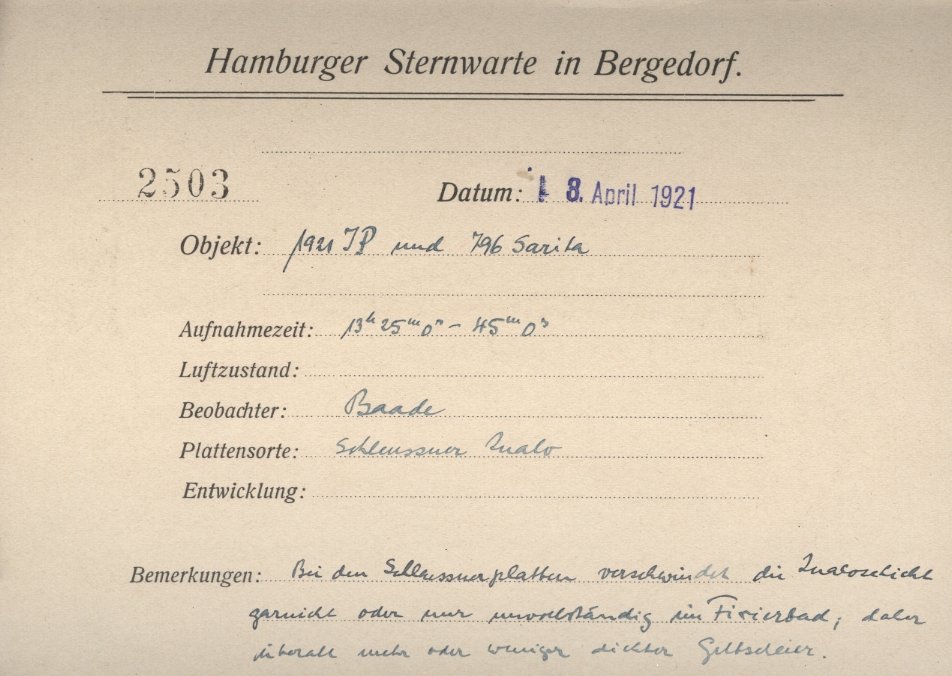 Hamburger Sternwarte in Bergedorf.
2503
Datum: 8. April 1921
Objekt: 1921 JP und 796 Sarita
Aufnahmezeit: 13h 25m 0s - 45m 0s
Luftzustand:
Beobachter: Baade
Plattensorte: Schleussner Inalo
Entwicklung:
Bemerkungen: Bei den Schleussnerplatten verschwindet die Inaloschicht
garnicht oder nur unvollständig im Fixierbad; daher
überall mehr oder weniger dichter Gelbschleier.